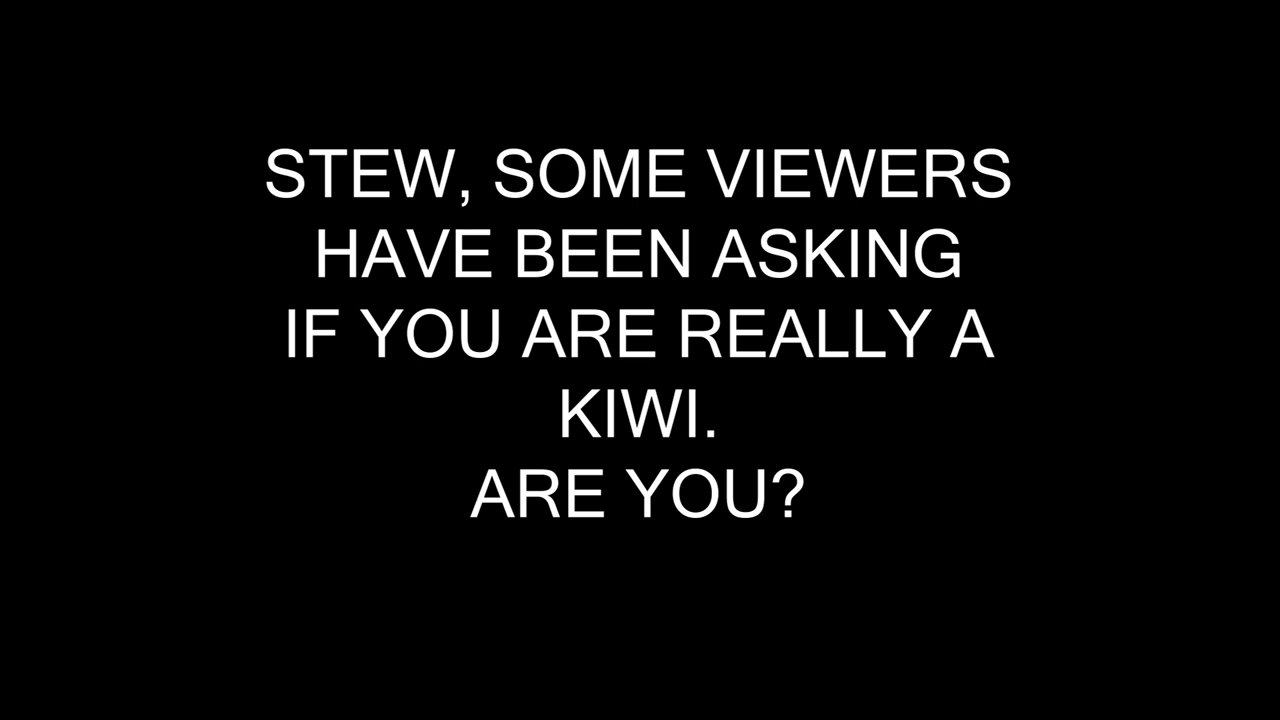 STEW, SOME VIEWERS
HAVE BEEN ASKING
IF YOU ARE REALLY A
KIWI.
ARE YOU?